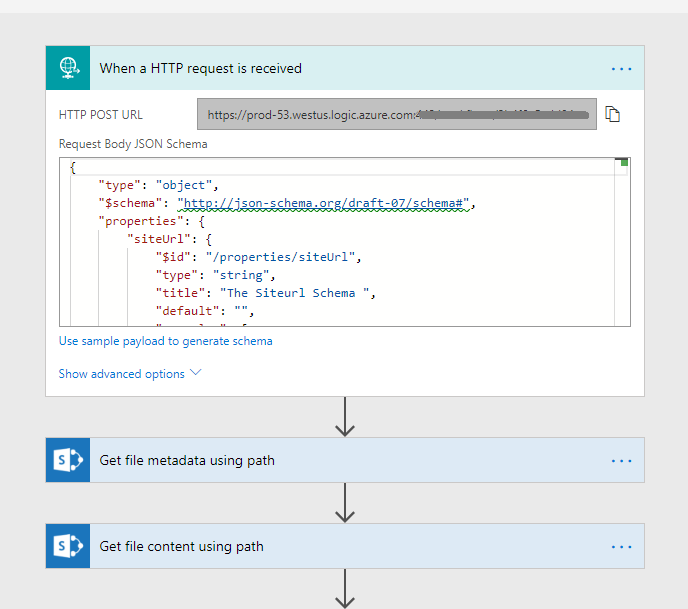 When a HTTP request is received
HTTP POST URL
https://prod-53.westus.logic.azure.com:
Request Body JSON Schema
{
"type": "object",
"$schema": "http://json-schema.org/draft-07/schema#",
"properties": {
"siteUrl": {
"$id": "/properties/siteUrl",
"type": "string",
"title": "The Siteurl Schema ",
"default": "",
Use sample payload to generate schema
Show advanced options
Get file metadata using path
Get file content using path